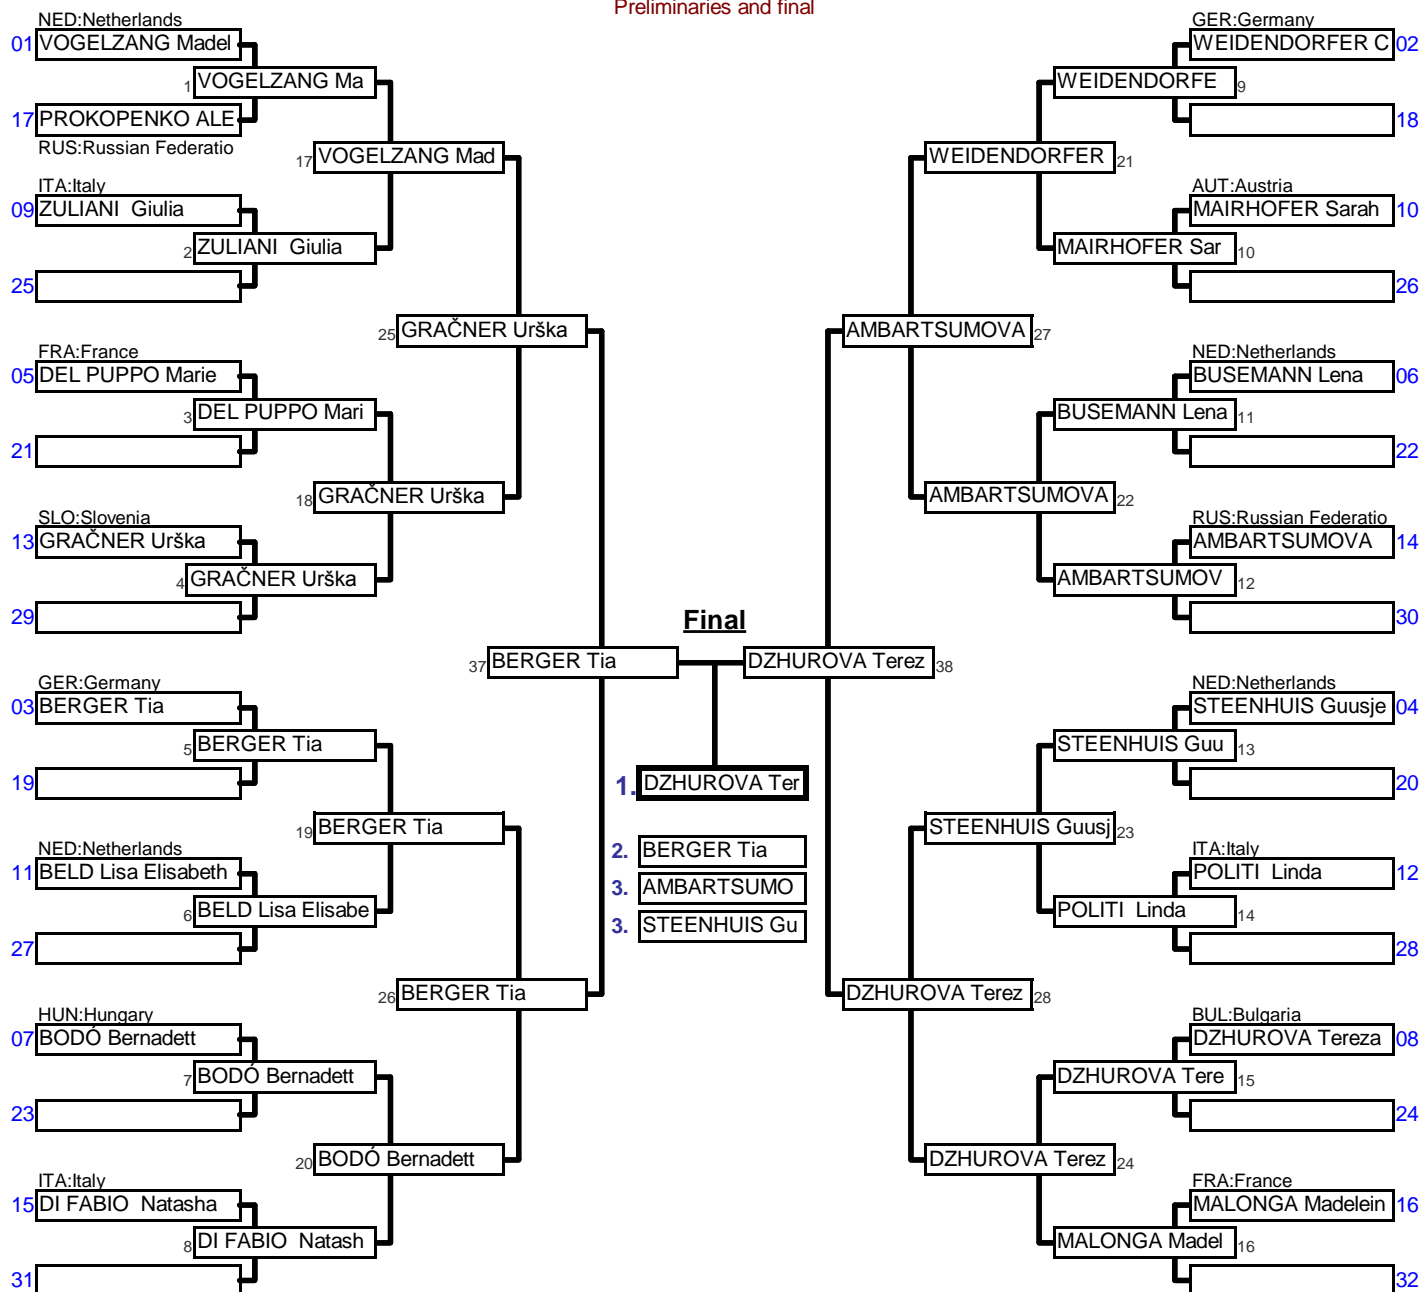 Preliminaries and final
NED:Netherlands
01 VOGELZANG Madel
1 VOGELZANG Ma
17 PROKOPENKO ALE
RUS:Russian Federatio
17 VOGELZANG Mad
ITA:Italy
09 ZULIANI Giulia
2 ZULIANI Giulia
25
25 GRAČNER Urška
FRA:France
05 DEL PUPPO Marie
3 DEL PUPPO Mari
21
18 GRAČNER Urška
SLO:Slovenia
13 GRAČNER Urška
4 GRAČNER Urška
29
37 BERGER Tia
GER:Germany
03 BERGER Tia
5 BERGER Tia
19
19 BERGER Tia
NED:Netherlands
11 BELD Lisa Elisabeth
6 BELD Lisa Elisabe
27
26 BERGER Tia
HUN:Hungary
07 BODÓ Bernadett
7 BODÓ Bernadett
23
20 BODÓ Bernadett
ITA:Italy
15 DI FABIO Natasha
8 DI FABIO Natash
31
Final
1. DZHUROVA Ter
2. BERGER Tia
3. AMBARTSUMO
3. STEENHUIS Gu
GER:Germany
WEIDENDORFER C 02
WEIDENDORFE 9
18
WEIDENDORFER 21
AUT:Austria
MAIRHOFER Sarah 10
MAIRHOFER Sar 10
26
AMBARTSUMOVA 27
NED:Netherlands
BUSEMANN Lena 06
BUSEMANN Lena 11
22
AMBARTSUMOVA 22
RUS:Russian Federatio
AMBARTSUMOVA 14
AMBARTSUMOV 12
30
DZHUROVA Terez 38
NED:Netherlands
STEENHUIS Guusje 04
STEENHUIS Guu 13
20
STEENHUIS Guusj 23
ITA:Italy
POLITI Linda 12
POLITI Linda 14
28
DZHUROVA Terez 28
BUL:Bulgaria
DZHUROVA Tereza 08
DZHUROVA Tere 15
24
DZHUROVA Terez 24
FRA:France
MALONGA Madelein 16
MALONGA Madel 16
32